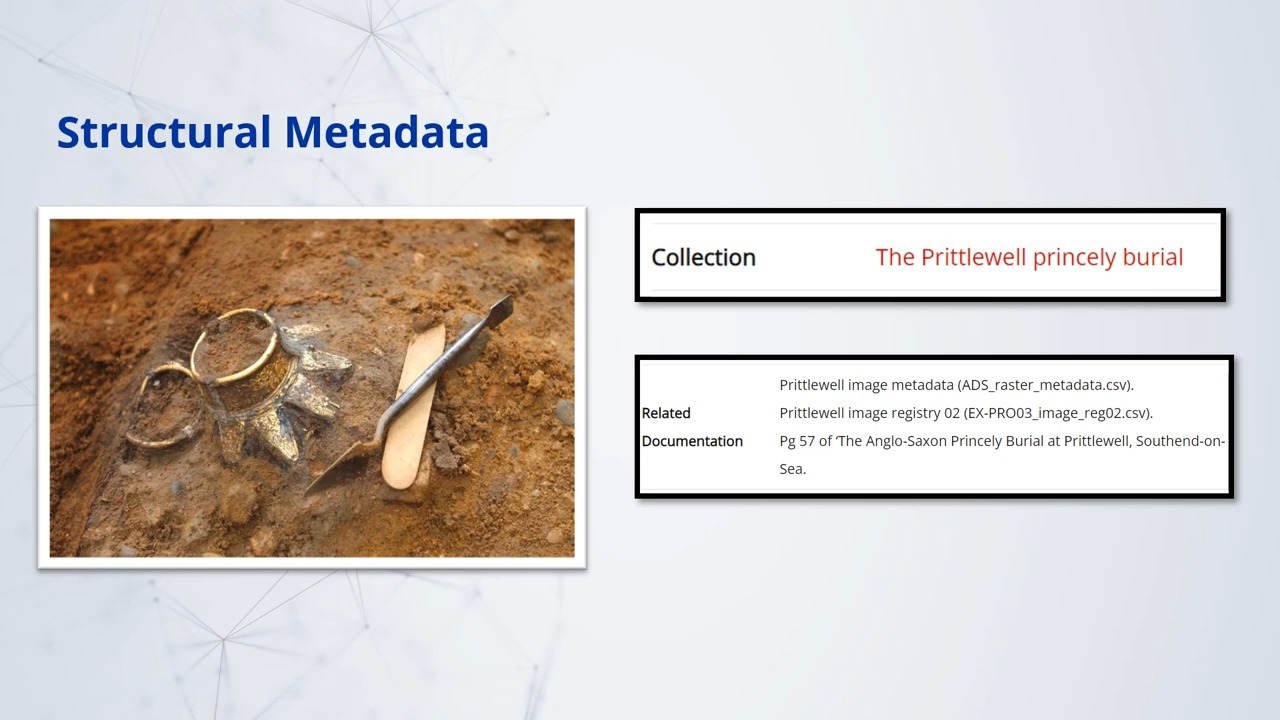 Structural Metadata
Collection The Prittlewell princely burial
Prittlewell image metadata (ADS_raster_metadata.csv).
Related Prittlewell image registry 02 (EX-PRO03_image_reg02.csv).
Documentation Pg 57 of ‘The Anglo-Saxon Princely Burial at Prittlewell, Southend-on-
Sea.